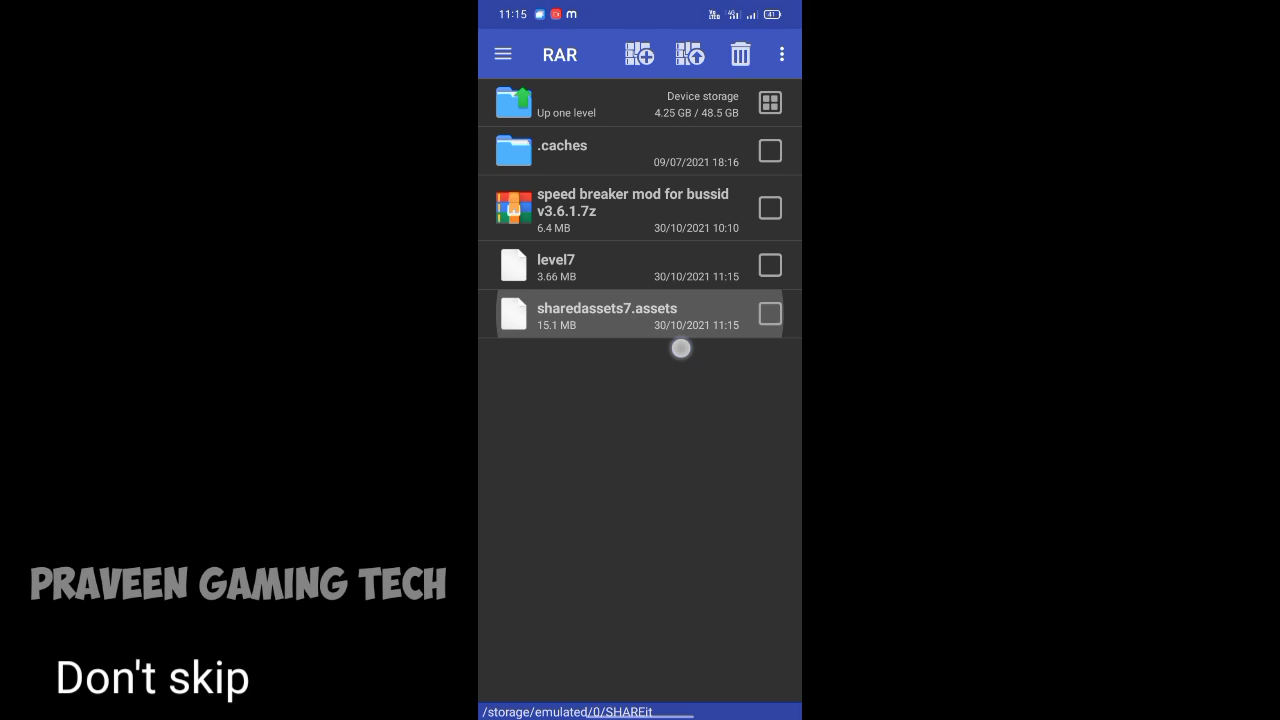 11:15
m
41
RAR
Device storage
Up one level
4.25 GB / 48.5 GB
.caches
09/07/2021 18:16
speed breaker mod for bussid
v3.6.1.7z
6.4 MB
30/10/2021 10:10
level7
3.66 MB
30/10/2021 11:15
sharedassets7.assets
15.1 MB
30/10/2021 11:15
PRAVEEN GAMING TECH
Don't skip
/storage/emulated/0/SHAREit